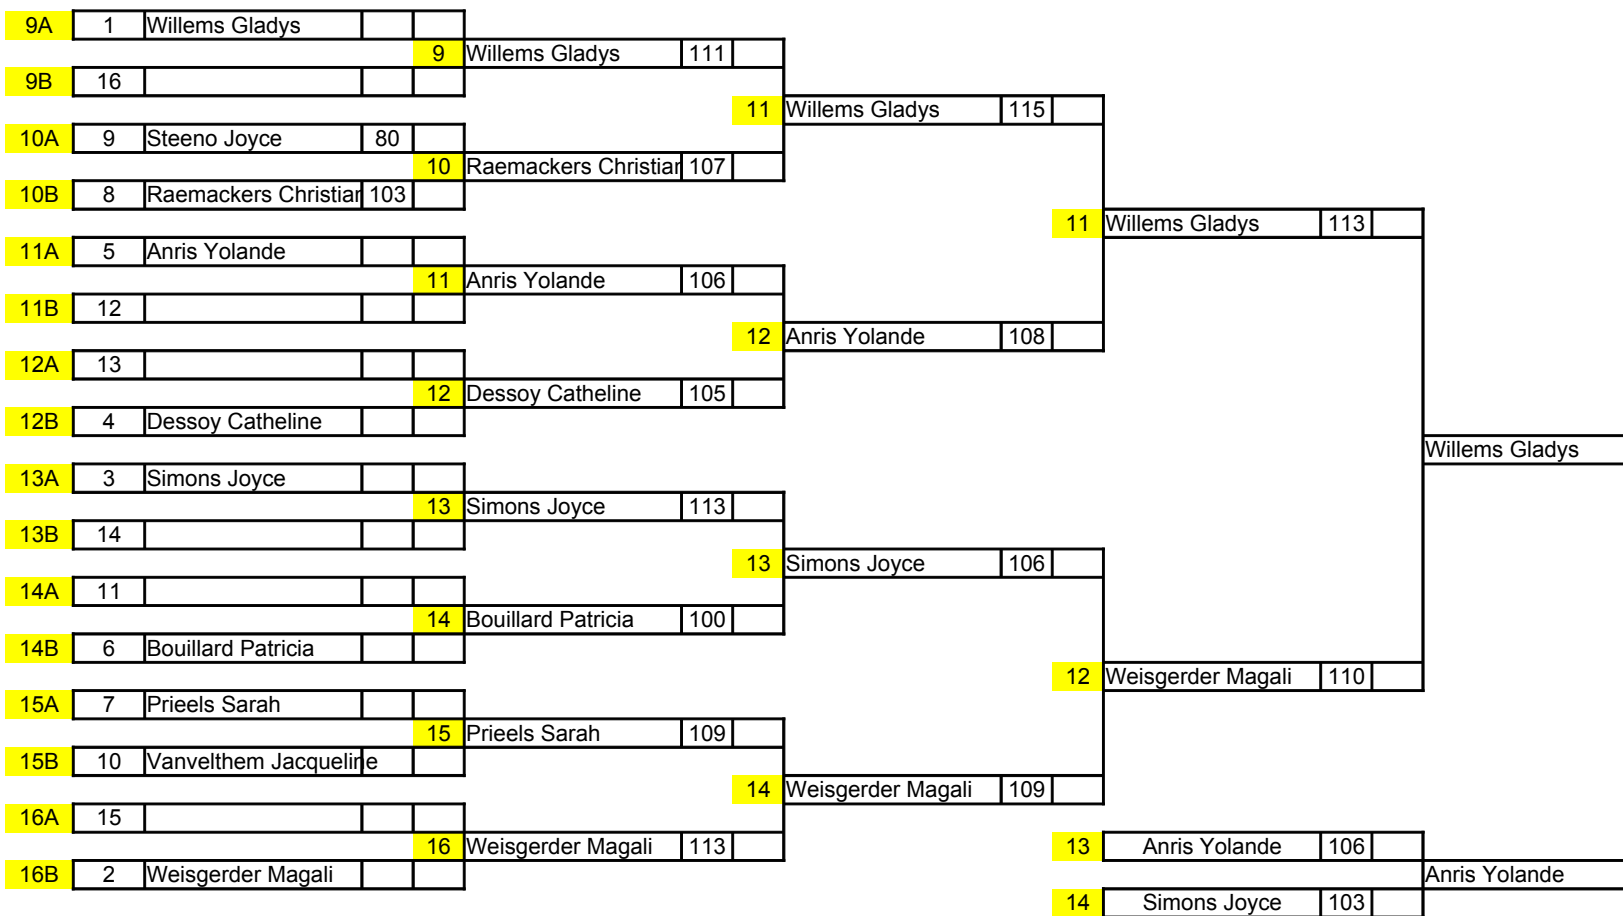 9A 1 Willems Gladys
9 Willems Gladys 111
9B 16
11 Willems Gladys 115
10A 9 Steeno Joyce 80
10 Raemackers Christiar 107
10B 8 Raemackers Christiar 103
11 Willems Gladys 113
11A 5 Anris Yolande
11 Anris Yolande 106
11B 12
12 Anris Yolande 108
12A 13
12 Dessoy Catheline 105
12B 4 Dessoy Catheline
Willems Gladys
13A 3 Simons Joyce
13 Simons Joyce 113
13B 14
13 Simons Joyce 106
14A 11
14 Bouillard Patricia 100
14B 6 Bouillard Patricia
12 Weisgerder Magali 110
15A 7 Prieels Sarah
15 Prieels Sarah 109
15B 10 Vanvelthem Jacqueline
14 Weisgerder Magali 109
16A 15
16 Weisgerder Magali 113
13 Anris Yolande 106
16B 2 Weisgerder Magali
Anris Yolande
14 Simons Joyce 103